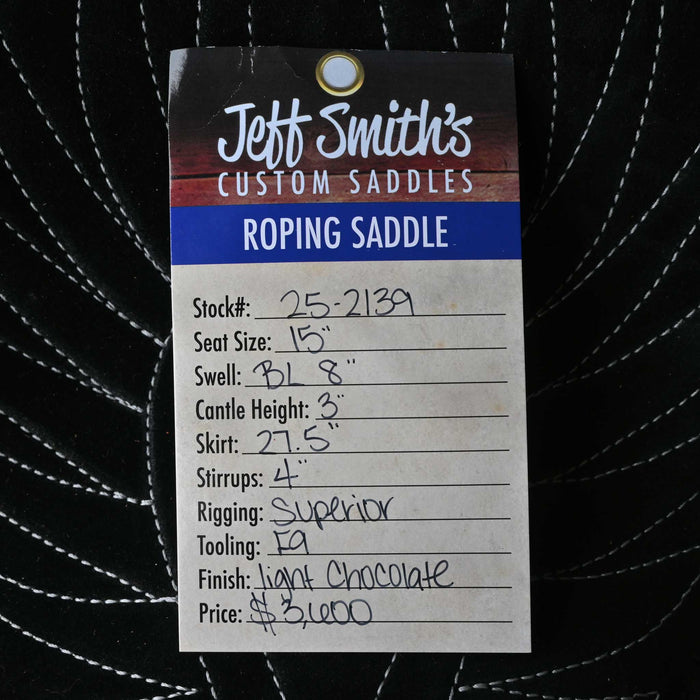 Jeff Smith's
CUSTOM SADDLES
ROPING SADDLE
Stock#: 25-2139
Seat Size: 15"
Swell: BL 8"
Cantle Height: 3"
Skirt: 27.5"
Stirrups: 4"
Rigging: Superior
Tooling: F9
Finish: light Chocolate
Price: $3,600